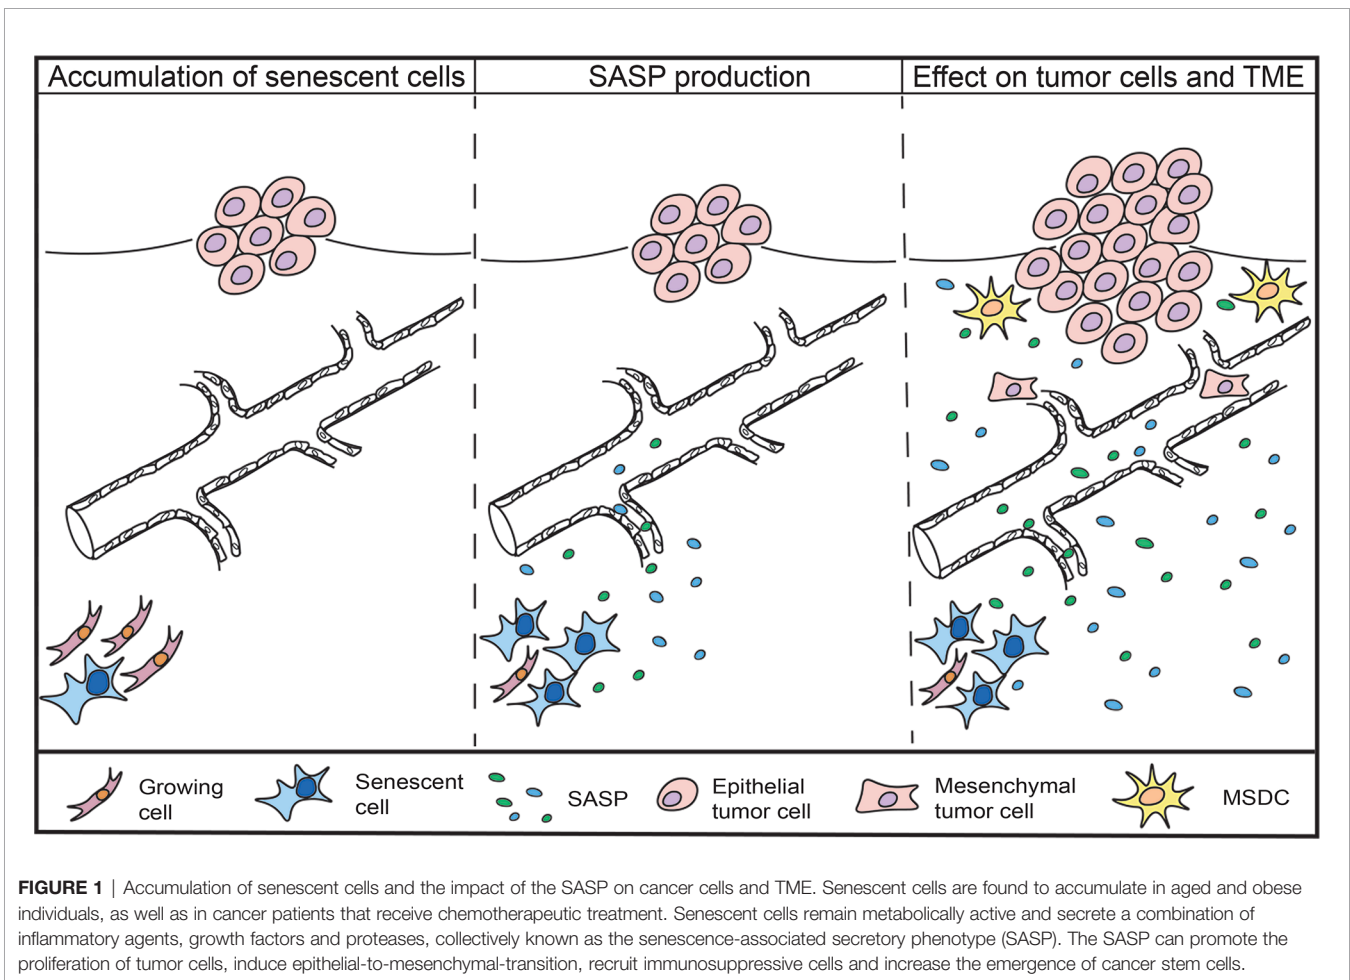 Accumulation of senescent cells
SASP production
Effect on tumor cells and TME
Growing
cell
Senescent
cell
SASP
Epithelial
tumor cell
Mesenchymal
tumor cell
MSDC
FIGURE 1 | Accumulation of senescent cells and the impact of the SASP on cancer cells and TME. Senescent cells are found to accumulate in aged and obese
individuals, as well as in cancer patients that receive chemotherapeutic treatment. Senescent cells remain metabolically active and secrete a combination of
inflammatory agents, growth factors and proteases, collectively known as the senescence-associated secretory phenotype (SASP). The SASP can promote the
proliferation of tumor cells, induce epithelial-to-mesenchymal-transition, recruit immunosuppressive cells and increase the emergence of cancer stem cells.